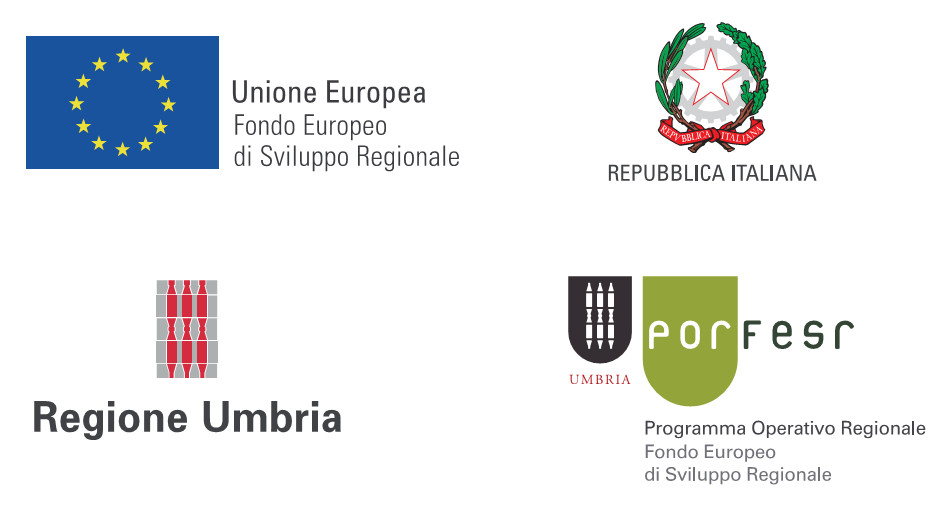 Unione Europea
Fondo Europeo
di Sviluppo Regionale
REPVBBLICA ITALIANA
REPUBBLICA ITALIANA
Regione Umbria
UMBRIA
porfesr
Programma Operativo Regionale
Fondo Europeo
di Sviluppo Regionale